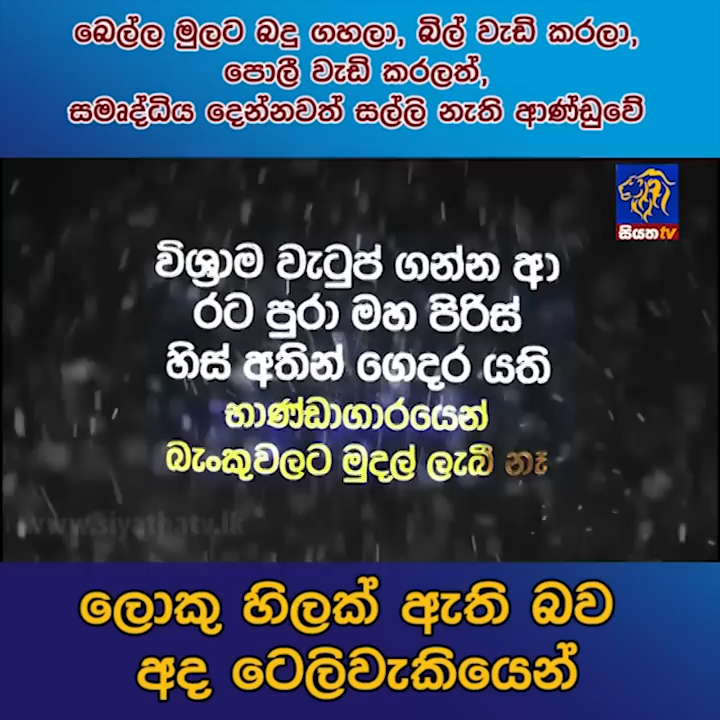 බෙල්ල මුලට බදු ගහලා, බිල් වැඩි කරලා,
පොලී වැඩි කරලත්,
සමෘද්ධිය දෙන්නවත් සල්ලි නැති ආණ්ඩුවේ
සියත tv
විශ්‍රාම වැටුප් ගන්න ආ
රට පුරා මහ පිරිස්
හිස් අතින් ගෙදර යති
භාණ්ඩාගාරයෙන්
බැංකුවලට මුදල් ලැබී නෑ
www.siyathatv.lk
ලොකු හිලක් ඇති බව
අද ටෙලිවැකියෙන්